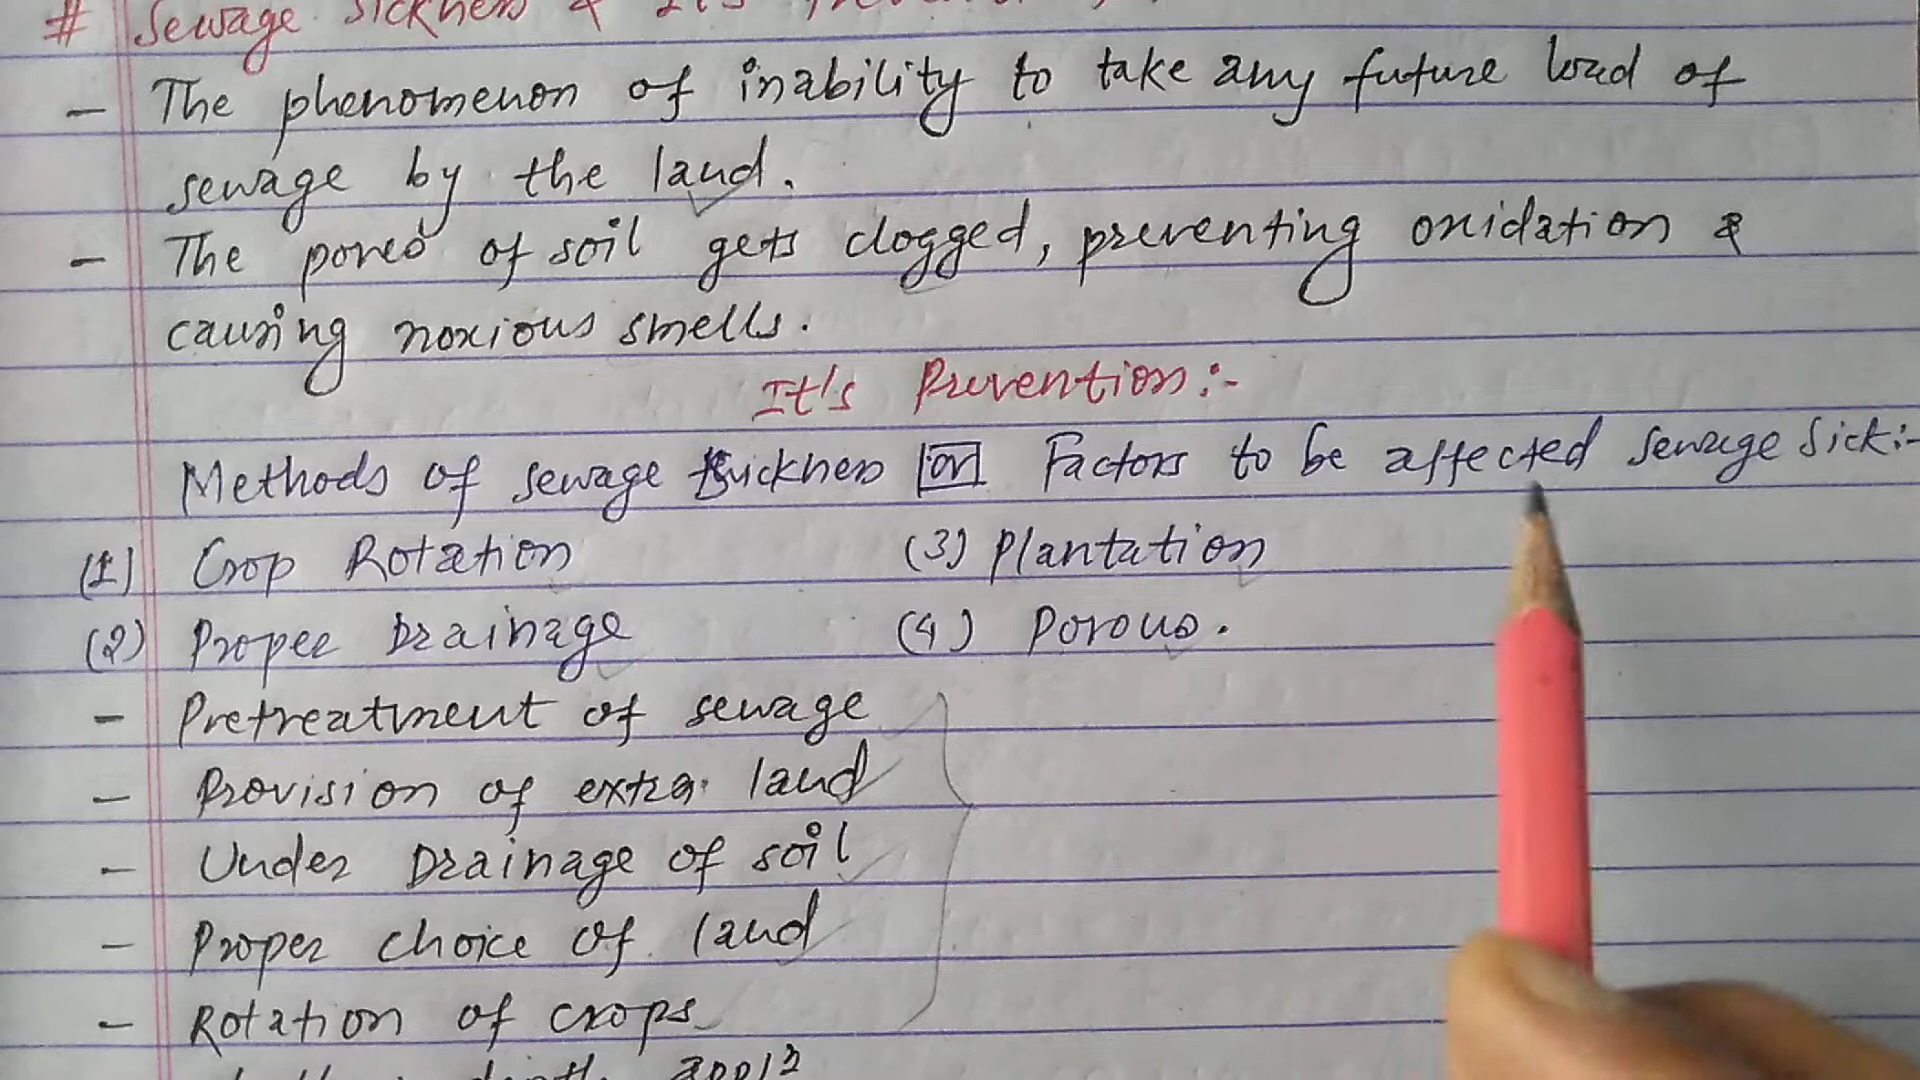 # Sewage Sickness & It's
- The phenomenon of inability to take any future load of
sewage by the land.
- The pores of soil gets clogged, preventing oxidation &
causing noxious smells.
It's Prevention:-
Methods of sewage sickness or Factors to be affected sewage sick:-
(1) Crop Rotation (3) Plantation
(2) Proper Drainage (4) Porous.
- Pretreatment of sewage
- Provision of extra land
- Under Drainage of soil
- Proper choice of land
- Rotation of crops